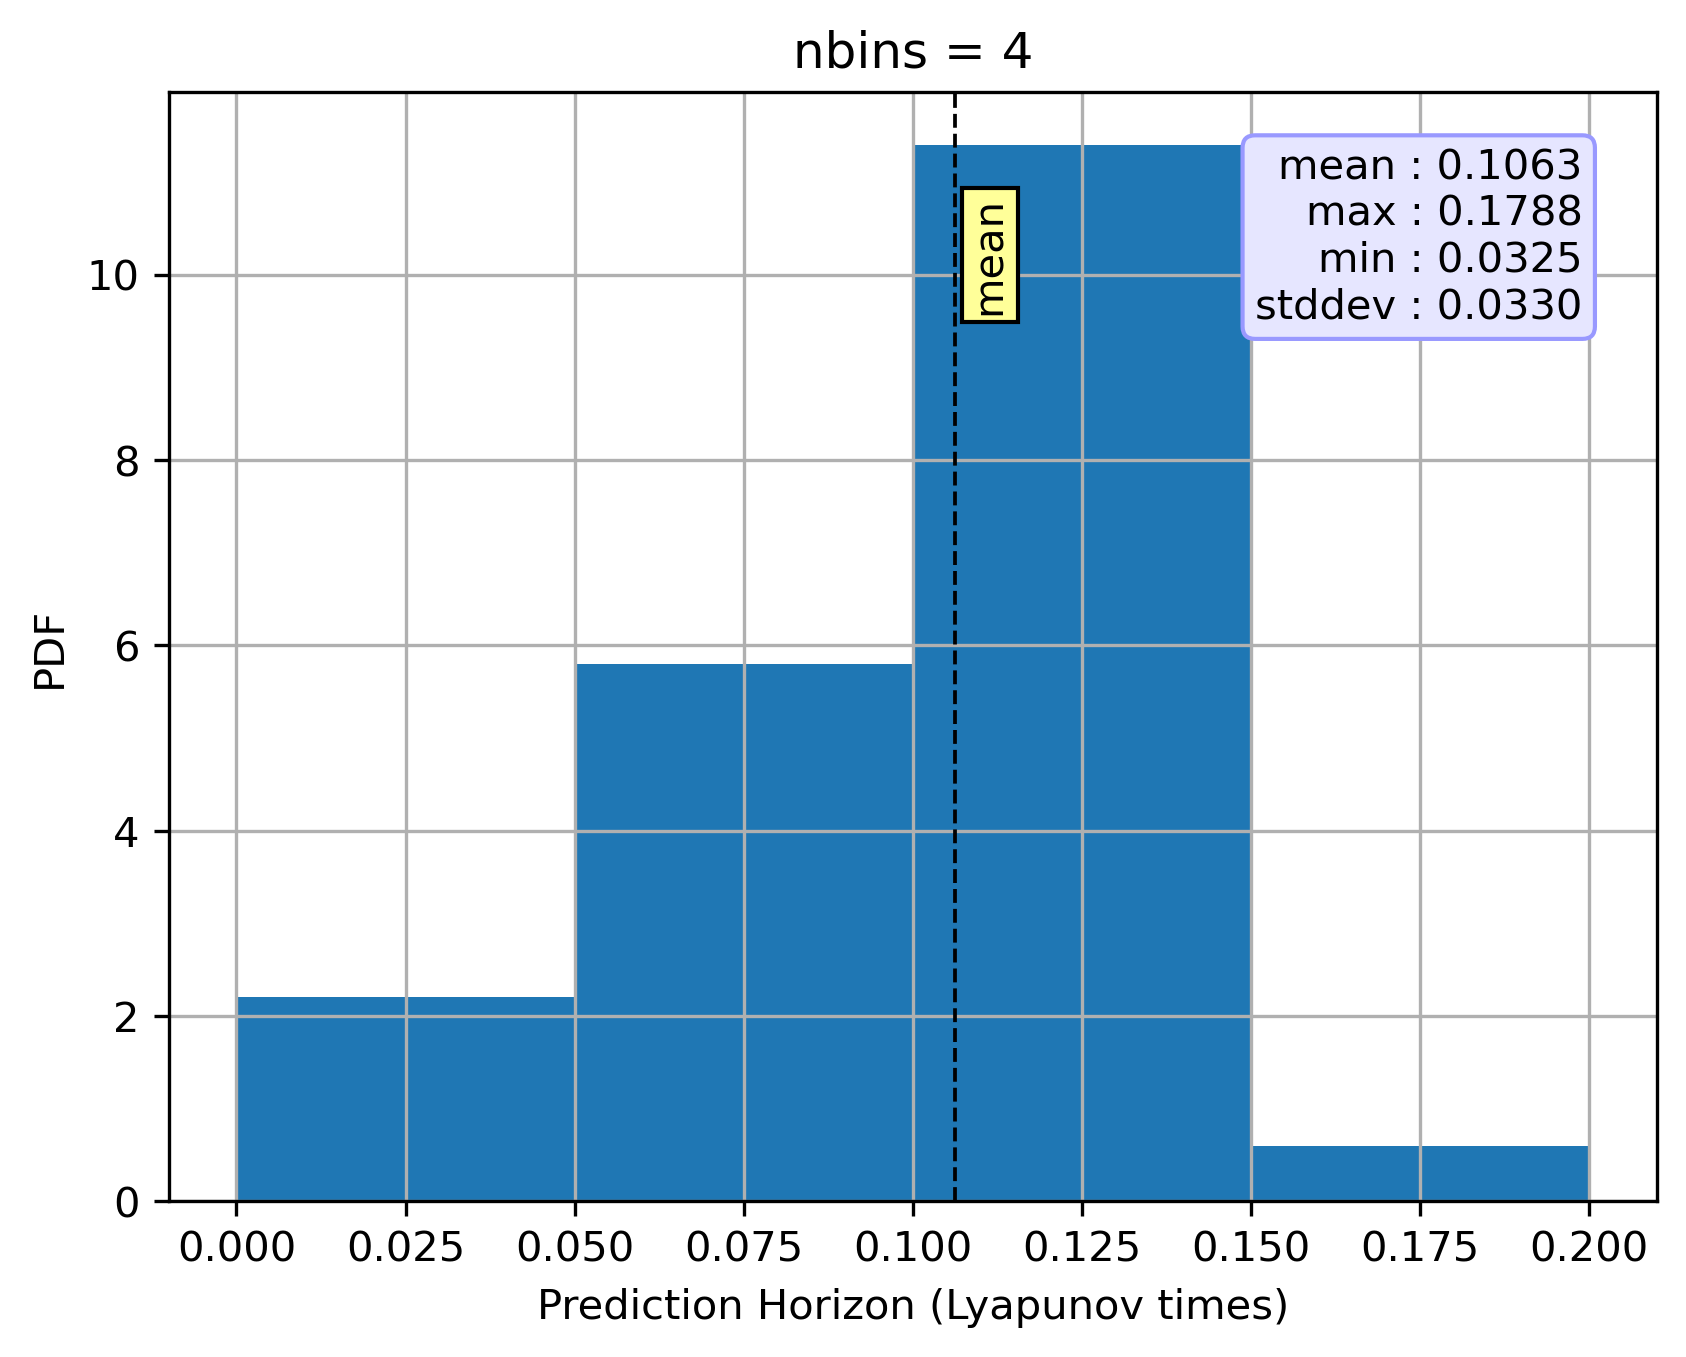 nbins = 4
mean : 0.1063
max : 0.1788
min : 0.0325
stddev : 0.0330
mean
PDF
10
8
6
4
2
0
0.000 0.025 0.050 0.075 0.100 0.125 0.150 0.175 0.200
Prediction Horizon (Lyapunov times)